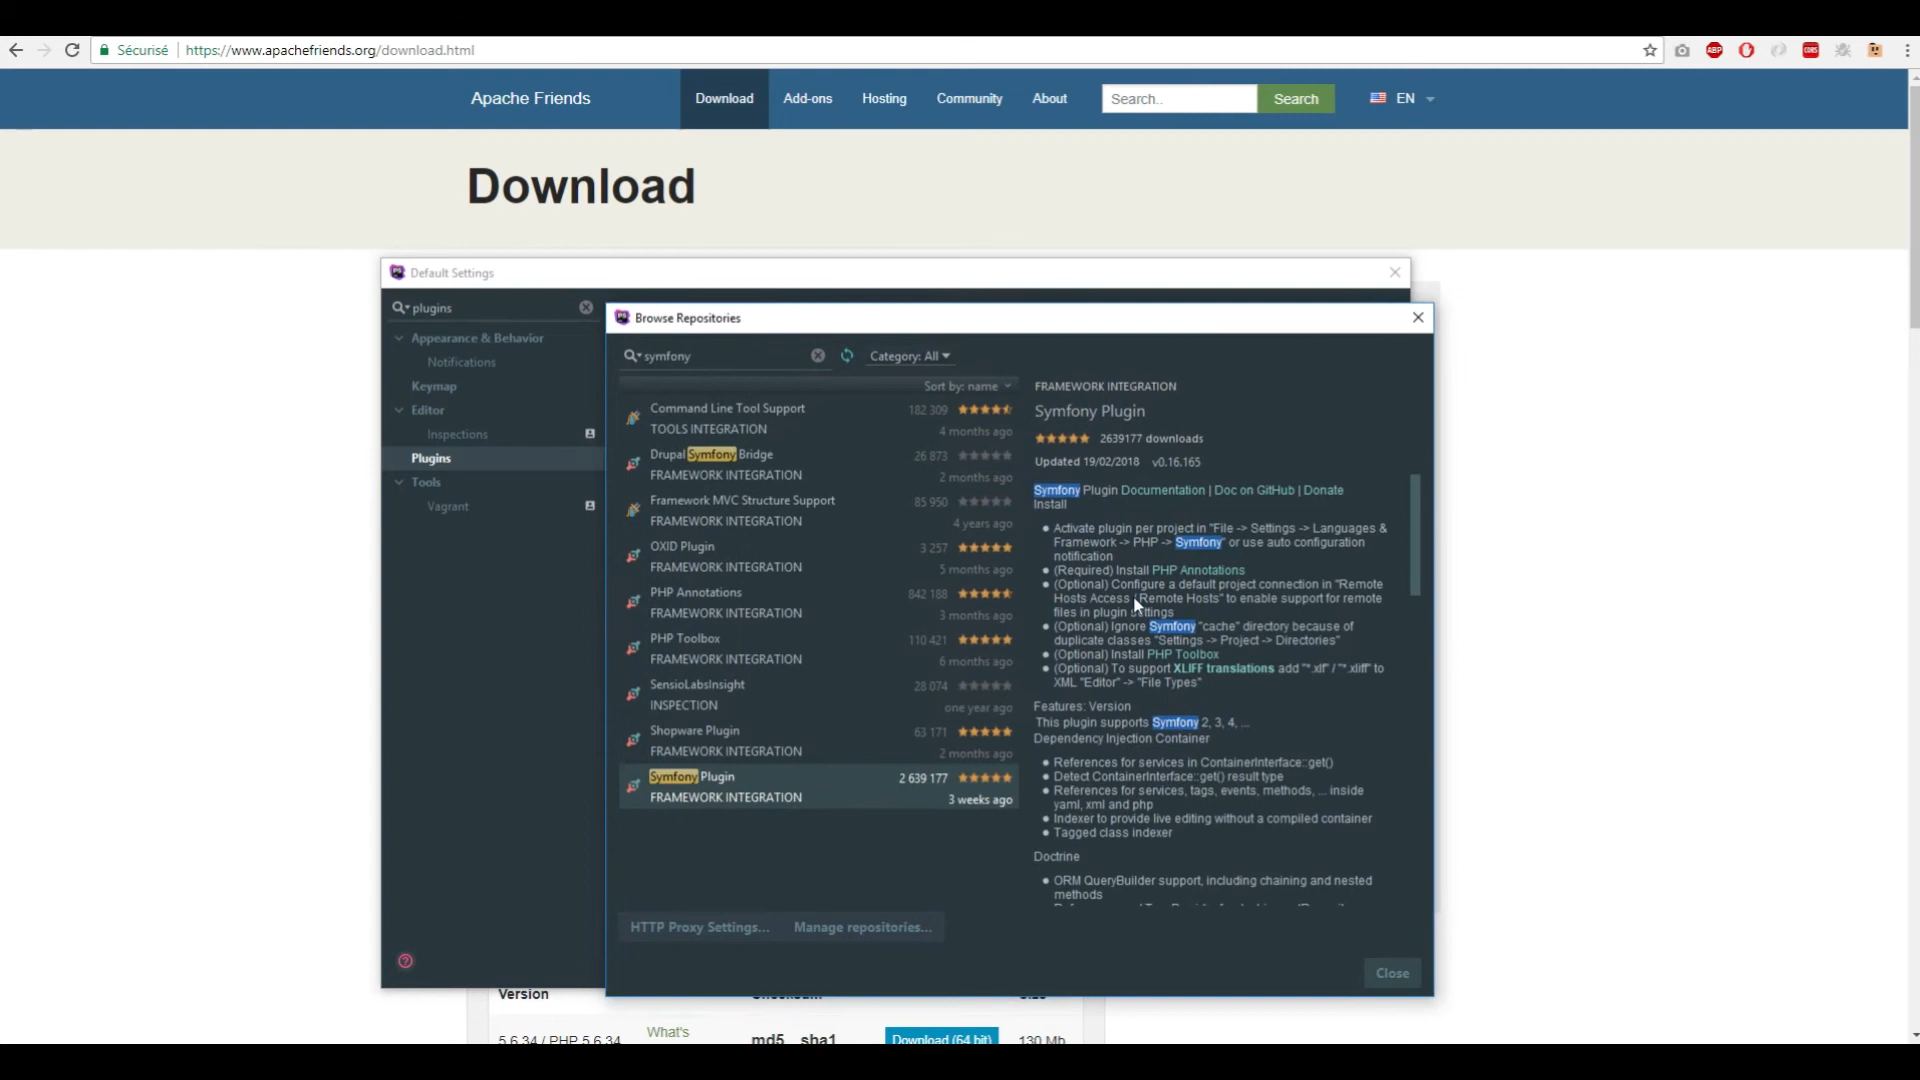 Sécurisé https://www.apachefriends.org/download.html
ABP
CORS
Apache Friends Download Add-ons Hosting Community About Search.. Search EN
Download
Default Settings
plugins
Appearance & Behavior
Notifications
Keymap
Editor
Inspections
Plugins
Tools
Vagrant
Browse Repositories
symfony Category: All
Sort by: name
Command Line Tool Support 182 309
TOOLS INTEGRATION 4 months ago
Drupal Symfony Bridge 26 873
FRAMEWORK INTEGRATION 2 months ago
Framework MVC Structure Support 85 950
FRAMEWORK INTEGRATION 4 years ago
OXID Plugin 3 257
FRAMEWORK INTEGRATION 5 months ago
PHP Annotations 842 188
FRAMEWORK INTEGRATION 3 months ago
PHP Toolbox 110 421
FRAMEWORK INTEGRATION 6 months ago
SensioLabsInsight 28 074
INSPECTION one year ago
Shopware Plugin 63 171
FRAMEWORK INTEGRATION 2 months ago
Symfony Plugin 2 639 177
FRAMEWORK INTEGRATION 3 weeks ago
HTTP Proxy Settings... Manage repositories...
FRAMEWORK INTEGRATION
Symfony Plugin
2639177 downloads
Updated 19/02/2018 v0.16.165
Symfony Plugin Documentation | Doc on GitHub | Donate
Install
Activate plugin per project in "File -> Settings -> Languages &
Framework -> PHP -> Symfony" or use auto configuration
notification
(Required) Install PHP Annotations
(Optional) Configure a default project connection in "Remote
Hosts Access / Remote Hosts" to enable support for remote
files in plugin settings
(Optional) Ignore Symfony "cache" directory because of
duplicate classes "Settings -> Project -> Directories"
(Optional) Install PHP Toolbox
(Optional) To support XLIFF translations add "*.xlf" / "*.xliff" to
XML "Editor" -> "File Types"
Features: Version
This plugin supports Symfony 2, 3, 4, ...
Dependency Injection Container
References for services in ContainerInterface::get()
Detect ContainerInterface::get() result type
References for services, tags, events, methods, ... inside
yaml, xml and php
Indexer to provide live editing without a compiled container
Tagged class indexer
Doctrine
ORM QueryBuilder support, including chaining and nested
methods
Close
Version
What's
5.6.34 / PHP 5.6.34 md5 sha1 Download (64 bit) 130 Mb